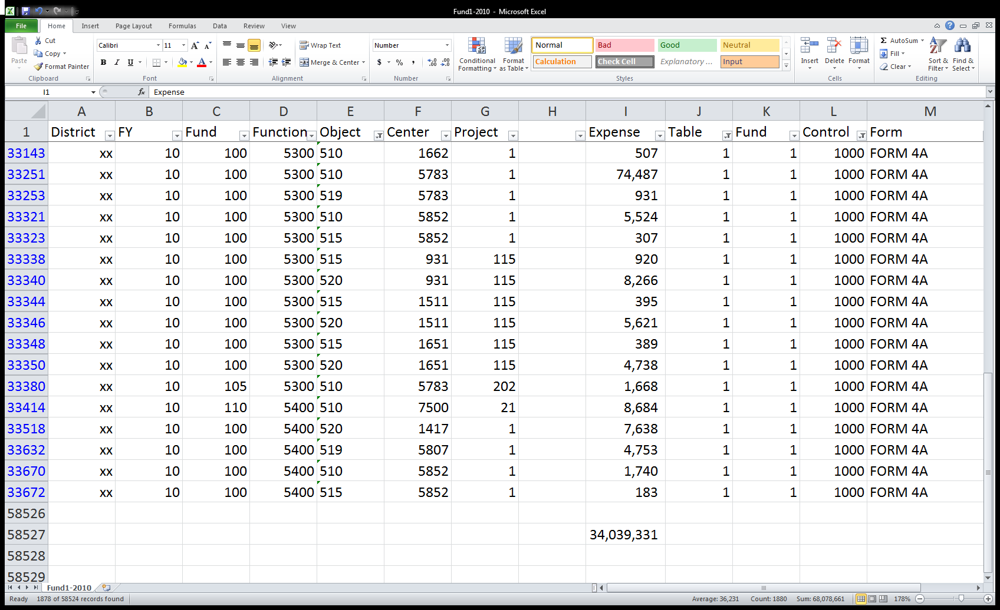 Fund1-2010 - Microsoft Excel
File Home Insert Page Layout Formulas Data Review View
Paste Cut Copy Format Painter Clipboard
Calibri 11 B I U A A A Font
Wrap Text Merge & Center Alignment
Number $ % , .00 .00 Number
Conditional Formatting Format as Table Normal Bad Good Neutral
Calculation Check Cell Explanatory ... Input Styles
Insert Delete Format Cells
Σ AutoSum Fill Clear Sort & Filter Find & Select Editing
I1 fx Expense
A B C D E F G H I J K L M
1 District FY Fund Function Object Center Project Expense Table Fund Control Form
33143 xx 10 100 5300 510 1662 1 507 1 1 1000 FORM 4A
33251 xx 10 100 5300 510 5783 1 74,487 1 1 1000 FORM 4A
33253 xx 10 100 5300 519 5783 1 931 1 1 1000 FORM 4A
33321 xx 10 100 5300 510 5852 1 5,524 1 1 1000 FORM 4A
33323 xx 10 100 5300 515 5852 1 307 1 1 1000 FORM 4A
33338 xx 10 100 5300 515 931 115 920 1 1 1000 FORM 4A
33340 xx 10 100 5300 520 931 115 8,266 1 1 1000 FORM 4A
33344 xx 10 100 5300 515 1511 115 395 1 1 1000 FORM 4A
33346 xx 10 100 5300 520 1511 115 5,621 1 1 1000 FORM 4A
33348 xx 10 100 5300 515 1651 115 389 1 1 1000 FORM 4A
33350 xx 10 100 5300 520 1651 115 4,738 1 1 1000 FORM 4A
33380 xx 10 105 5300 510 5783 202 1,668 1 1 1000 FORM 4A
33414 xx 10 110 5400 510 7500 21 8,684 1 1 1000 FORM 4A
33518 xx 10 100 5400 520 1417 1 7,638 1 1 1000 FORM 4A
33632 xx 10 100 5400 519 5807 1 4,753 1 1 1000 FORM 4A
33670 xx 10 100 5400 510 5852 1 1,740 1 1 1000 FORM 4A
33672 xx 10 100 5400 515 5852 1 183 1 1 1000 FORM 4A
58526
58527 34,039,331
58528
58529
Fund1-2010
Ready 1878 of 58524 records found Average: 36,231 Count: 1880 Sum: 68,078,661 178%